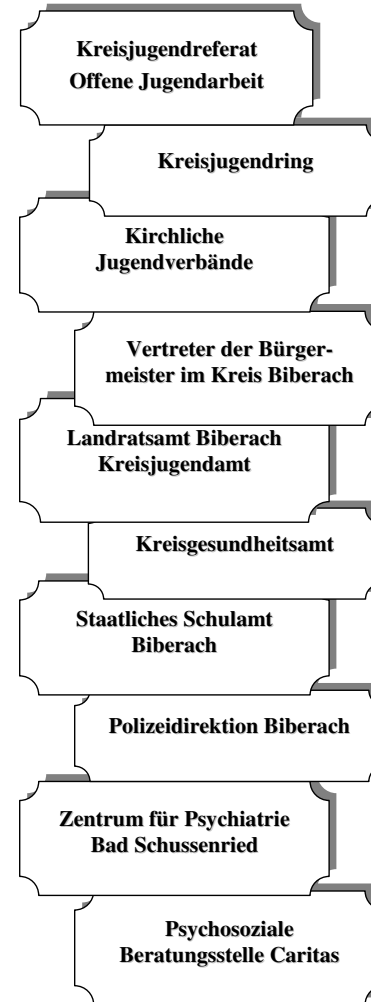 Kreisjugendreferat
Offene Jugendarbeit
Kreisjugendring
Kirchliche
Jugendverbände
Vertreter der Bürger-
meister im Kreis Biberach
Landratsamt Biberach
Kreisjugendamt
Kreisgesundheitsamt
Staatliches Schulamt
Biberach
Polizeidirektion Biberach
Zentrum für Psychiatrie
Bad Schussenried
Psychosoziale
Beratungsstelle Caritas